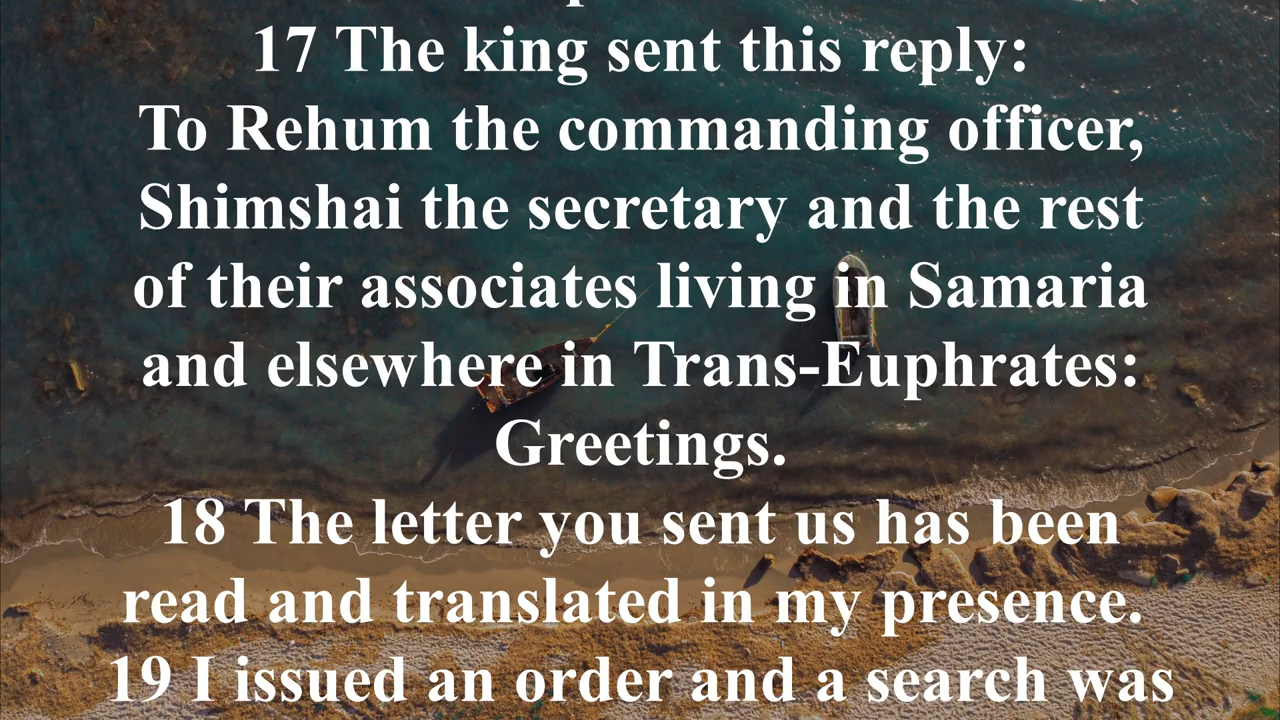 17 The king sent this reply:
To Rehum the commanding officer,
Shimshai the secretary and the rest
of their associates living in Samaria
and elsewhere in Trans-Euphrates:
Greetings.
18 The letter you sent us has been
read and translated in my presence.
19 I issued an order and a search was